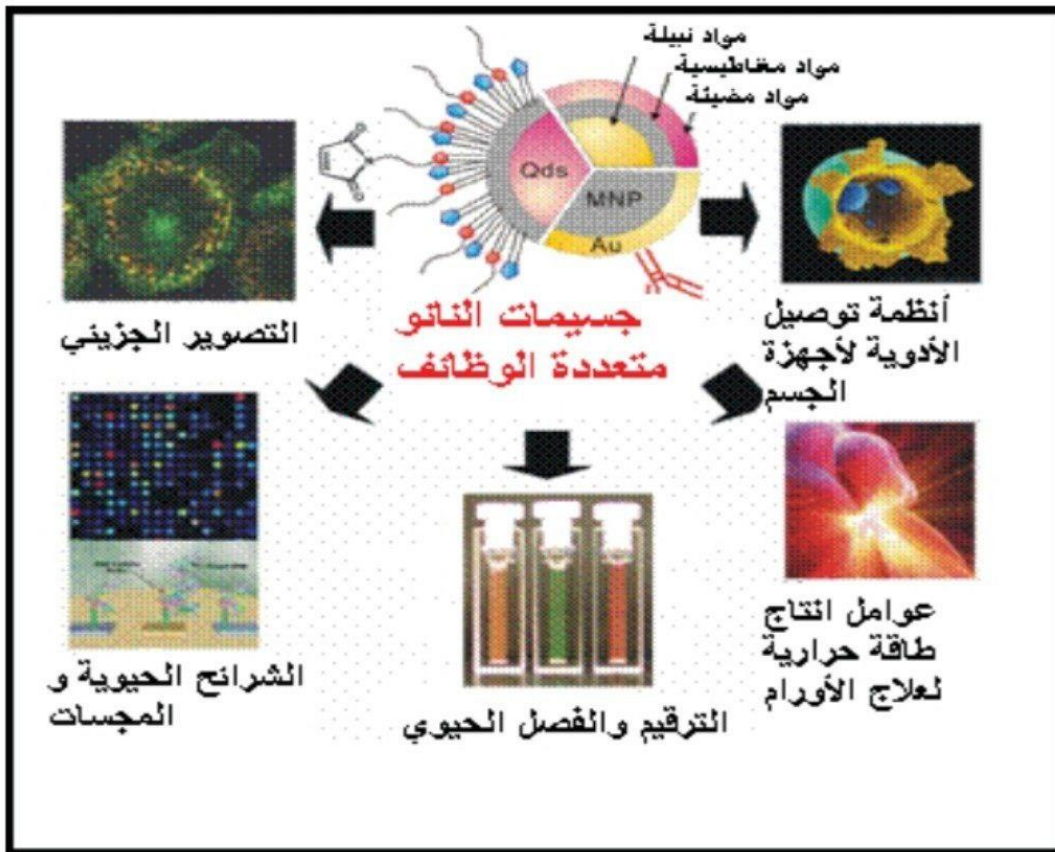 مواد نبيلة
مواد مغناطيسية
مواد مضيئة
Qds
MNP
Au
جسيمات النانو
متعددة الوظائف
التصوير الجزيئي
أنظمة توصيل
الأدوية لأجهزة
الجسم
الشرائح الحيوية و
المجسات
الترقيم والفصل الحيوي
عوامل انتاج
طاقة حرارية
لعلاج الأورام